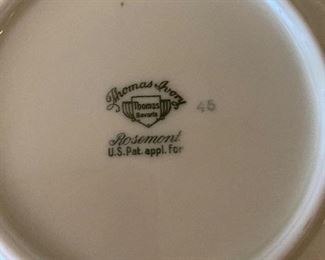 Thomas Ivory
Thomas
Bavaria
45
Rosemont
U.S. Pat. appl. for